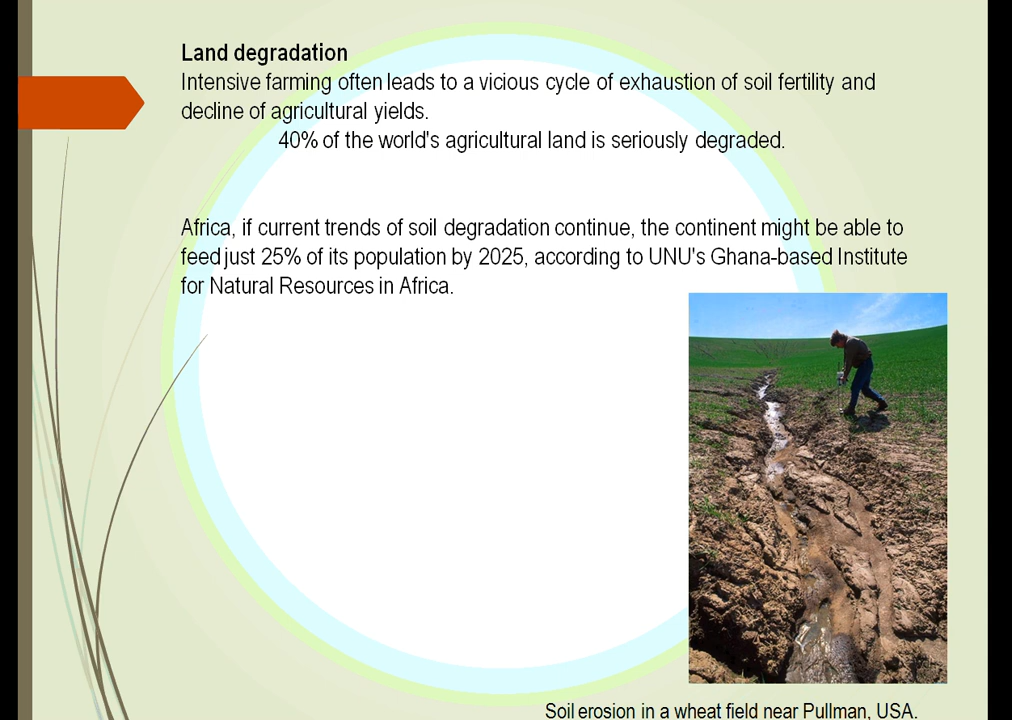 Land degradation
Intensive farming often leads to a vicious cycle of exhaustion of soil fertility and
decline of agricultural yields.
40% of the world's agricultural land is seriously degraded.
Africa, if current trends of soil degradation continue, the continent might be able to
feed just 25% of its population by 2025, according to UNU's Ghana-based Institute
for Natural Resources in Africa.
Soil erosion in a wheat field near Pullman, USA.